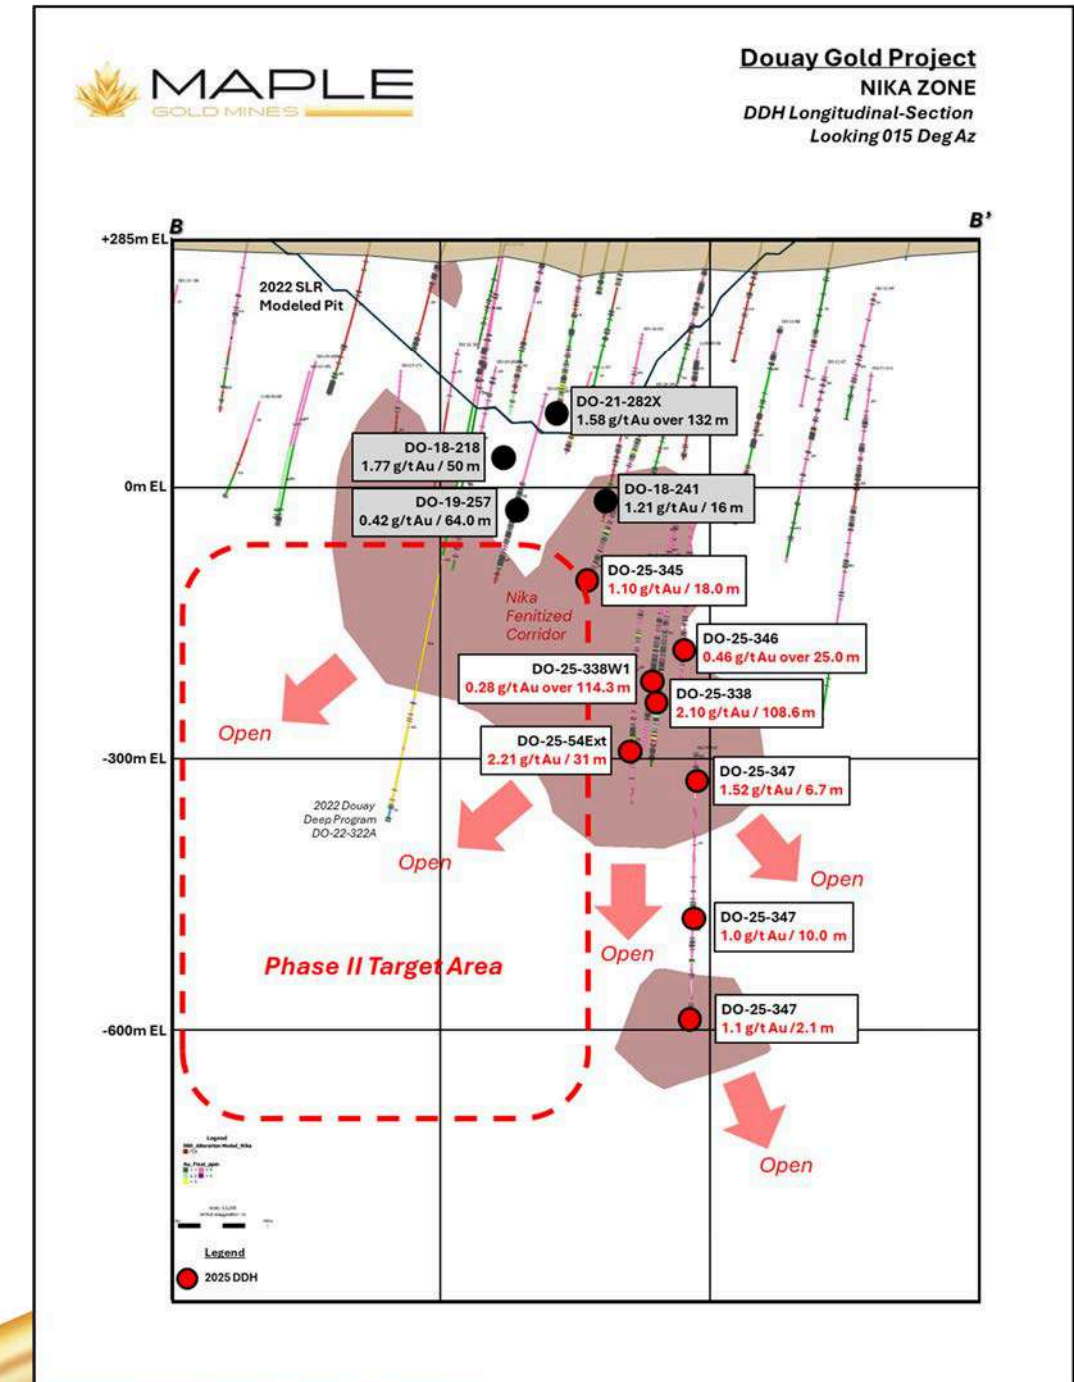 MAPLE
GOLD MINES
Douay Gold Project
NIKA ZONE
DDH Longitudinal-Section
Looking 015 Deg Az
B
B’
+285m EL
2022 SLR
Modeled Pit
DO-21-282X
1.58 g/t Au over 132 m
DO-18-218
1.77 g/t Au / 50 m
0m EL
DO-18-241
1.21 g/t Au / 16 m
DO-19-257
0.42 g/t Au / 64.0 m
DO-25-345
1.10 g/t Au / 18.0 m
Nika
Fenitized
Corridor
DO-25-346
0.46 g/t Au over 25.0 m
DO-25-338W1
0.28 g/t Au over 114.3 m
DO-25-338
2.10 g/t Au / 108.6 m
Open
DO-25-54Ext
2.21 g/t Au / 31 m
-300m EL
DO-25-347
1.52 g/t Au / 6.7 m
2022 Douay
Deep Program
DO-22-322A
Open
Open
DO-25-347
1.0 g/t Au / 10.0 m
Open
Phase II Target Area
DO-25-347
1.1 g/t Au /2.1 m
-600m EL
Open
Legend
Legend
2025 DDH